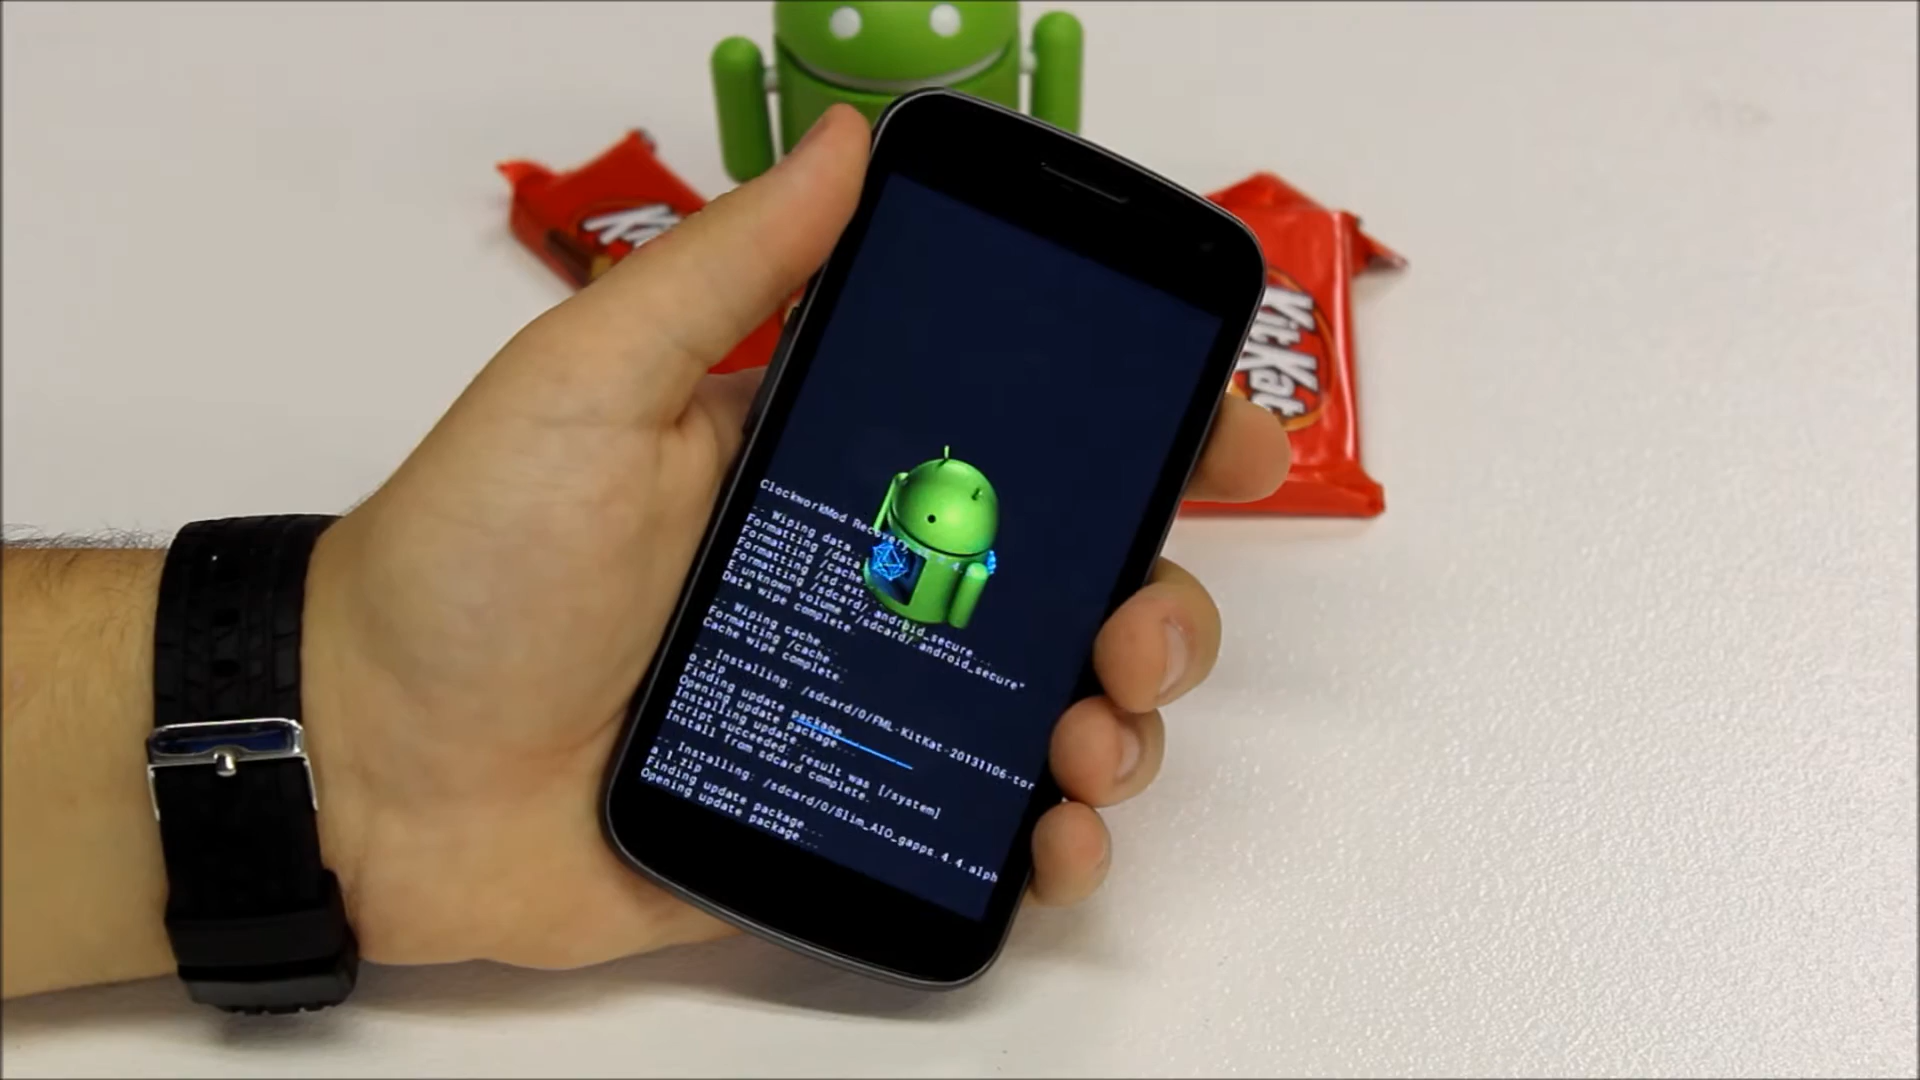 KitKat
ClockworkMod Recovery
-- Wiping data...
Formatting /data
Formatting /cache
Formatting /sd-ext
Formatting /sdcard/.android_secure...
E:unknown volume "/sdcard/.android_secure"
Data wipe complete.
-- Wiping cache...
Formatting /cache...
Cache wipe complete.
-- Installing: /sdcard/0/FML-KitKat-20131106-tor
o.zip
Finding update package...
Opening update package...
Installing update...
script succeeded: result was [/system]
Install from sdcard complete.
-- Installing: /sdcard/0/Slim_AIO_gapps.4.4.alph
a.1.zip
Finding update package...
Opening update package...